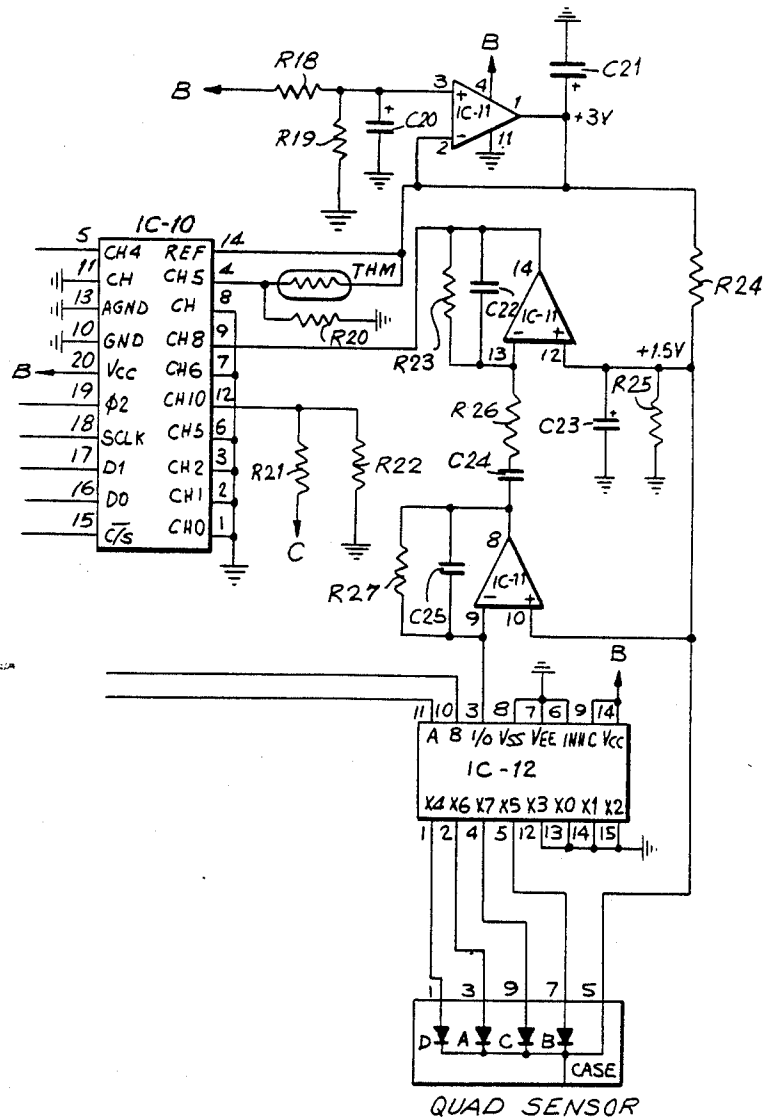 B
R18
R19
C20
3
+
4
B
IC-11
1
2
−
11
C21
+
+3V
IC-10
5 CH4 REF 14
11 CH CH5 4
13 AGND CH 8
10 GND CH8 9
B 20 VCC CH6 7
19 φ2 CH10 12
18 SCLK CH5 6
17 D1 CH2 3
16 D0 CH1 2
15 C/S CH0 1
THM
R20
R21
C
R22
R23
C22
14
IC-11
− +
13 12
R24
+1.5V
R25
C23
+
R26
C24
8
IC-11
− +
9 10
R27
C25
B
11 10 3 8 7 6 9 14
A B I/O VSS VEE INH C VCC
IC-12
X4 X6 X7 X5 X3 X0 X1 X2
1 2 4 5 12 13 14 15
1 3 9 7 5
D A C B
CASE
QUAD SENSOR